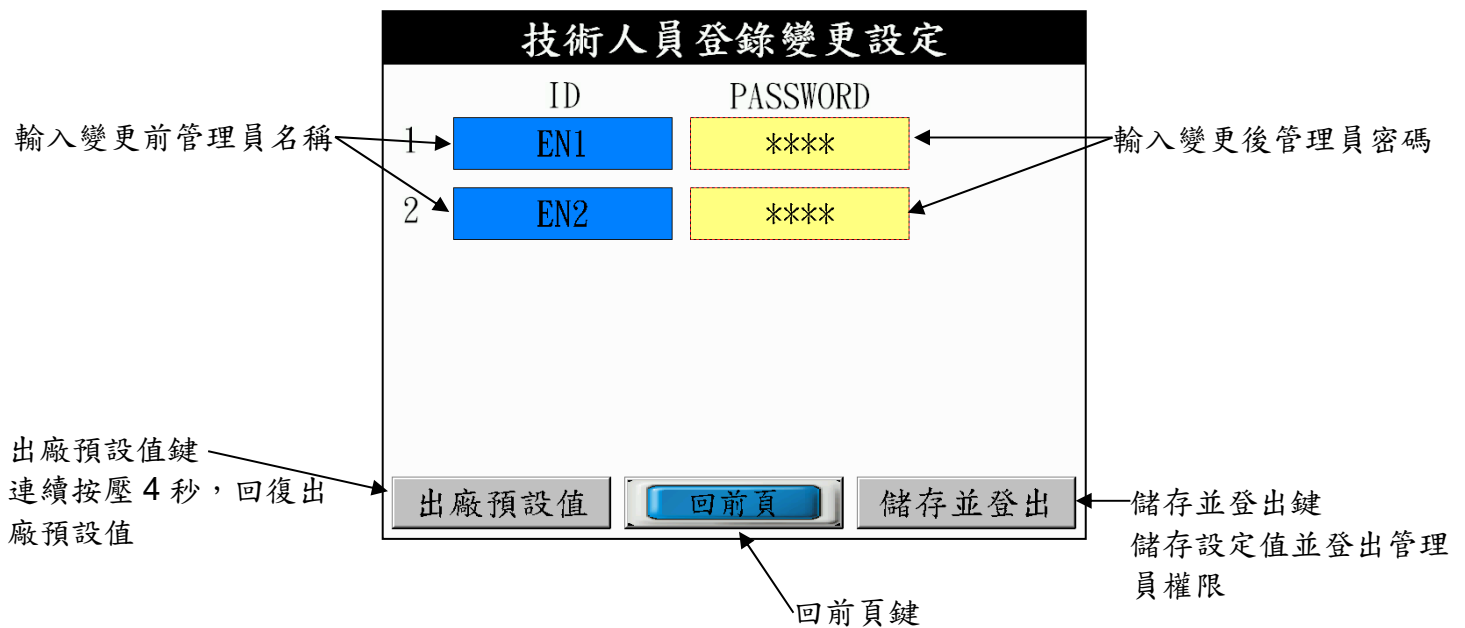 技術人員登錄變更設定
ID PASSWORD
輸入變更前管理員名稱
1 EN1 ****
輸入變更後管理員密碼
2 EN2 ****
出廠預設值鍵
連續按壓 4 秒，回復出
廠預設值
出廠預設值
回前頁
儲存並登出
儲存並登出鍵
儲存設定值並登出管理
員權限
回前頁鍵